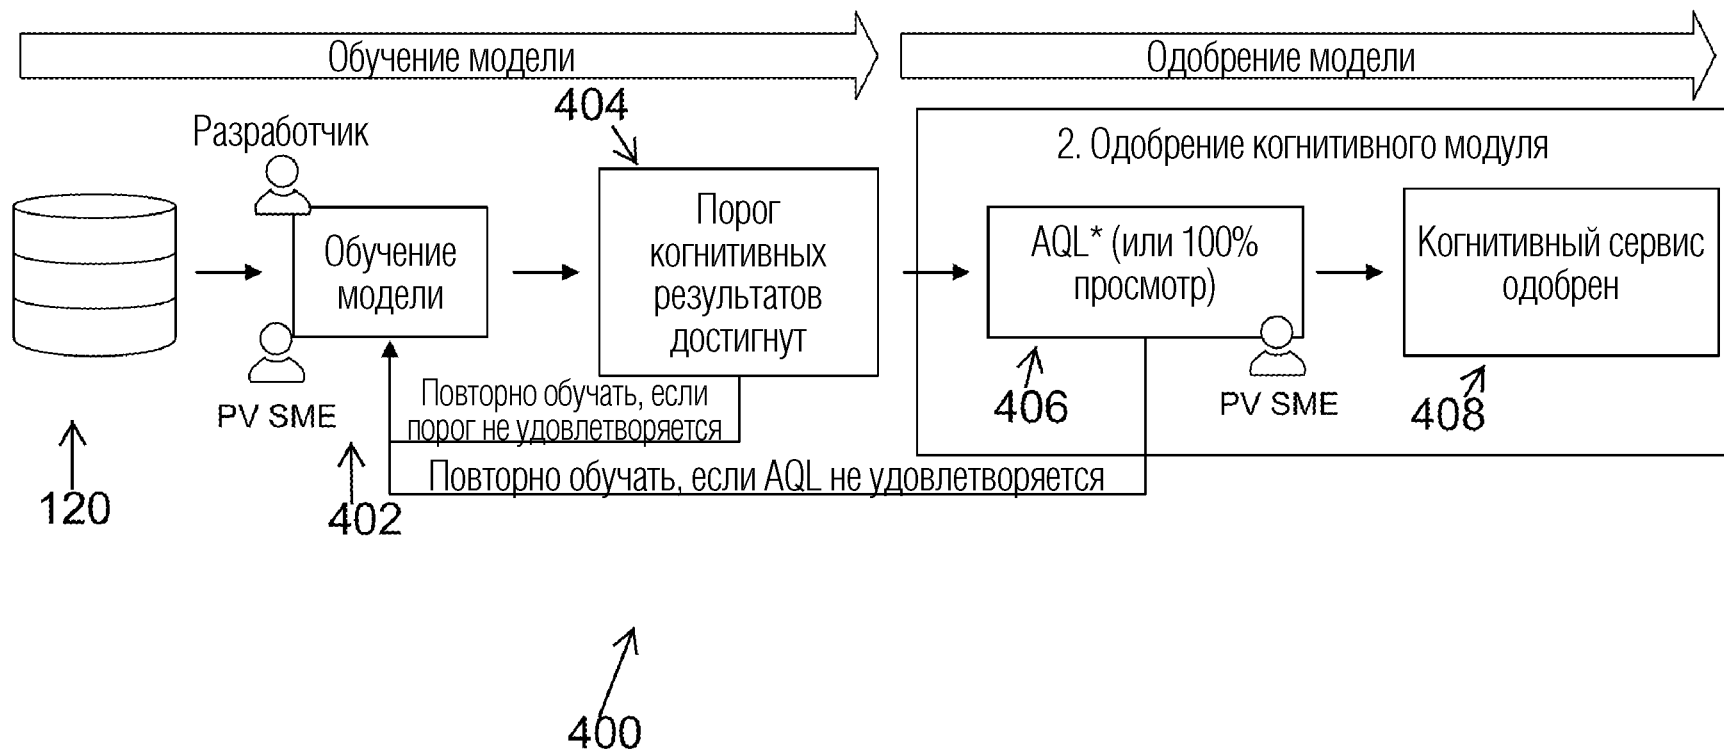 Обучение модели
Одобрение модели
404
Разработчик
2. Одобрение когнитивного модуля
Порог
когнитивных
результатов
достигнут
Обучение
модели
AQL* (или 100%
просмотр)
Когнитивный сервис
одобрен
PV SME
Повторно обучать, если
порог не удовлетворяется
406
PV SME
408
Повторно обучать, если AQL не удовлетворяется
120
402
400